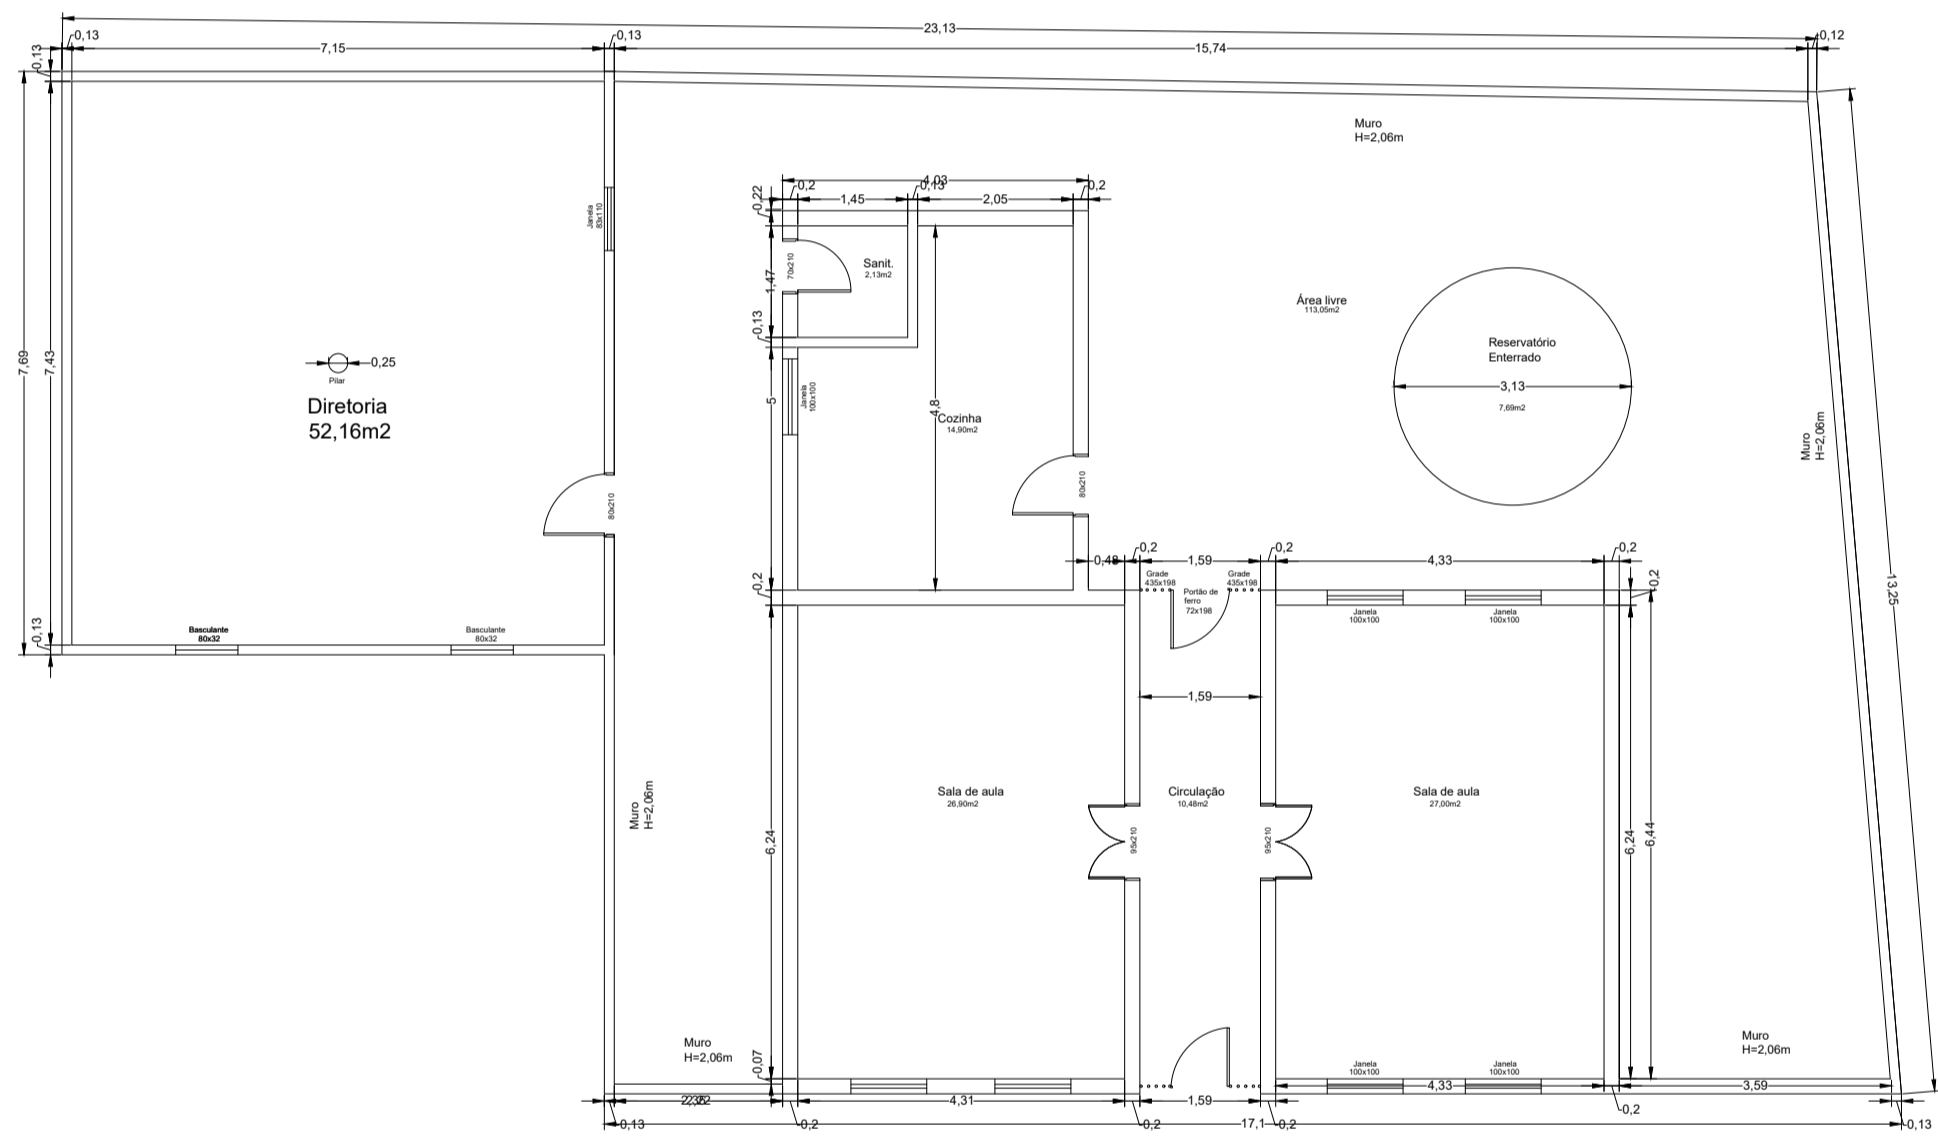 23,13
0,13
7,15
0,13
15,74
0,12
0,13
Muro
H=2,06m
4,03
0,2
1,45
0,13
2,05
0,2
0,22
Janela
83x110
70x210
Sanit.
2,13m2
1,47
0,13
Área livre
113,05m2
Reservatório
Enterrado
3,13
7,69m2
7,69
7,43
0,25
Pilar
Diretoria
52,16m2
Janela
100x100
5
4,8
Cozinha
14,90m2
Muro
H=2,06m
80x210
80x210
0,48
0,2
1,59
0,2
4,33
0,2
0,2
0,2
Grade
435x198
Grade
435x198
Portão de
ferro
72x198
Janela
100x100
Janela
100x100
13,25
0,13
Basculante
80x32
Basculante
80x32
1,59
Muro
H=2,06m
Sala de aula
26,90m2
Circulação
10,48m2
Sala de aula
27,00m2
6,24
95x210
95x210
6,24
6,44
Muro
H=2,06m
0,07
Janela
100x100
Janela
100x100
Muro
H=2,06m
4,33
3,59
4,31
1,59
0,13
0,2
0,2
17,1
0,2
0,2
0,13